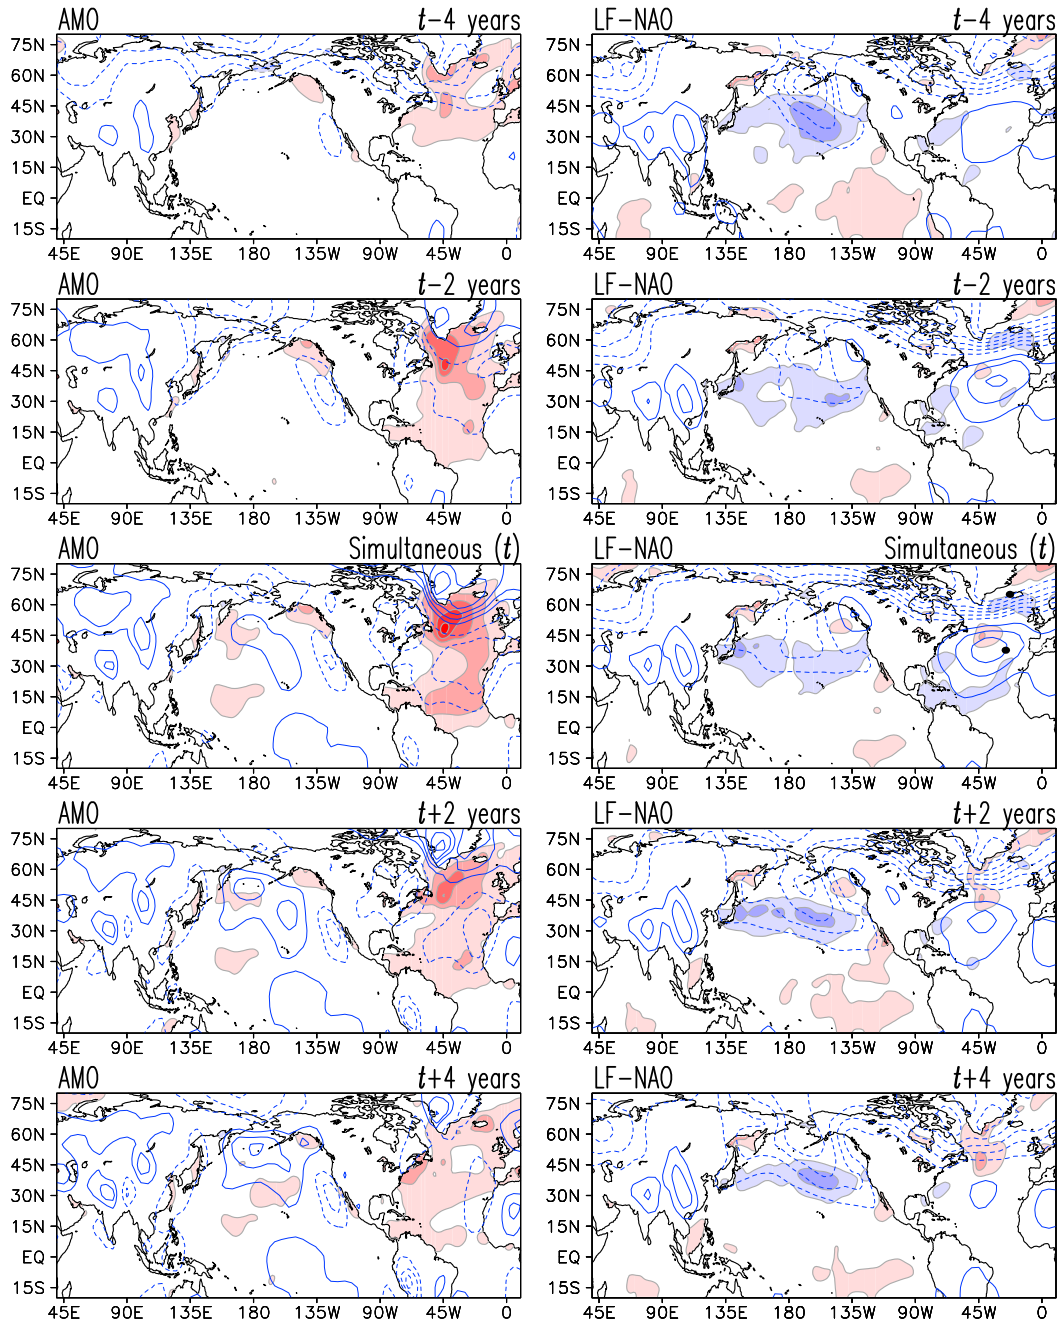 AMO t−4 years LF−NAO t−4 years
75N 75N
60N 60N
45N 45N
30N 30N
15N 15N
EQ EQ
15S 15S
45E 90E 135E 180 135W 90W 45W 0 45E 90E 135E 180 135W 90W 45W 0
AMO t−2 years LF−NAO t−2 years
75N 75N
60N 60N
45N 45N
30N 30N
15N 15N
EQ EQ
15S 15S
45E 90E 135E 180 135W 90W 45W 0 45E 90E 135E 180 135W 90W 45W 0
AMO Simultaneous (t) LF−NAO Simultaneous (t)
75N 75N
60N 60N
45N 45N
30N 30N
15N 15N
EQ EQ
15S 15S
45E 90E 135E 180 135W 90W 45W 0 45E 90E 135E 180 135W 90W 45W 0
AMO t+2 years LF−NAO t+2 years
75N 75N
60N 60N
45N 45N
30N 30N
15N 15N
EQ EQ
15S 15S
45E 90E 135E 180 135W 90W 45W 0 45E 90E 135E 180 135W 90W 45W 0
AMO t+4 years LF−NAO t+4 years
75N 75N
60N 60N
45N 45N
30N 30N
15N 15N
EQ EQ
15S 15S
45E 90E 135E 180 135W 90W 45W 0 45E 90E 135E 180 135W 90W 45W 0